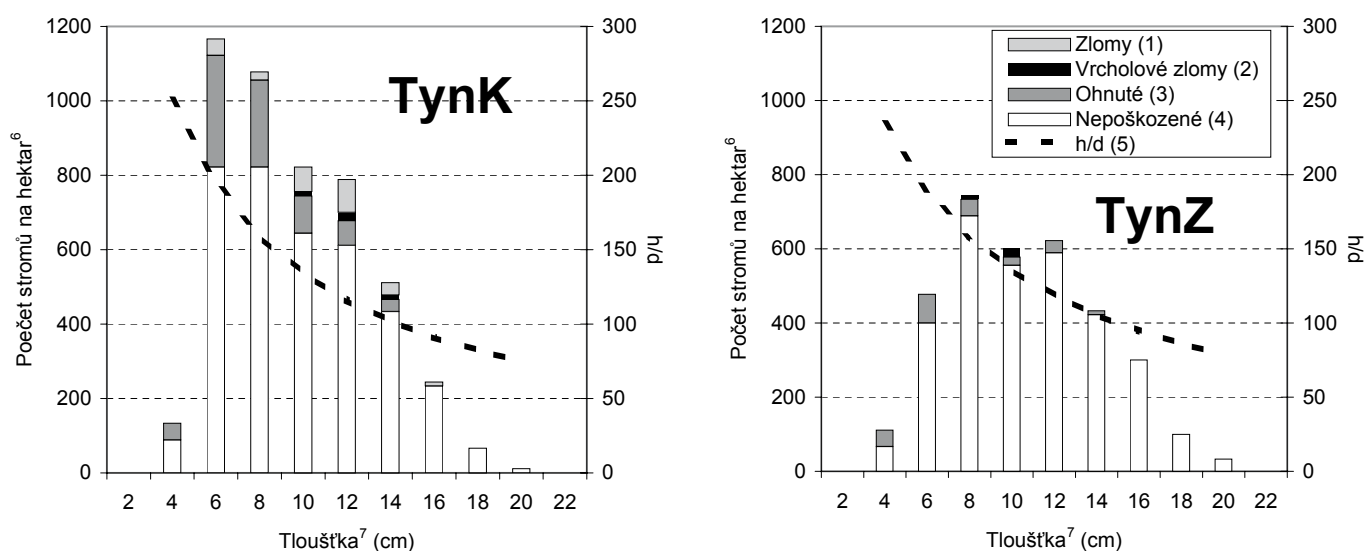 1200
1000
800
600
400
200
0
300
250
200
150
100
50
0
TynK
Poečet stromů na hektar⁶
h/d
2 4 6 8 10 12 14 16 18 20 22
Tloušťka⁷ (cm)
1200
1000
800
600
400
200
0
300
250
200
150
100
50
0
Zlomy (1)
Vrcholové zlomy (2)
Ohnuté (3)
Nepoškozené (4)
h/d (5)
TynZ
Počet stromů na hektar⁶
h/d
2 4 6 8 10 12 14 16 18 20 22
Tloušťka⁷ (cm)